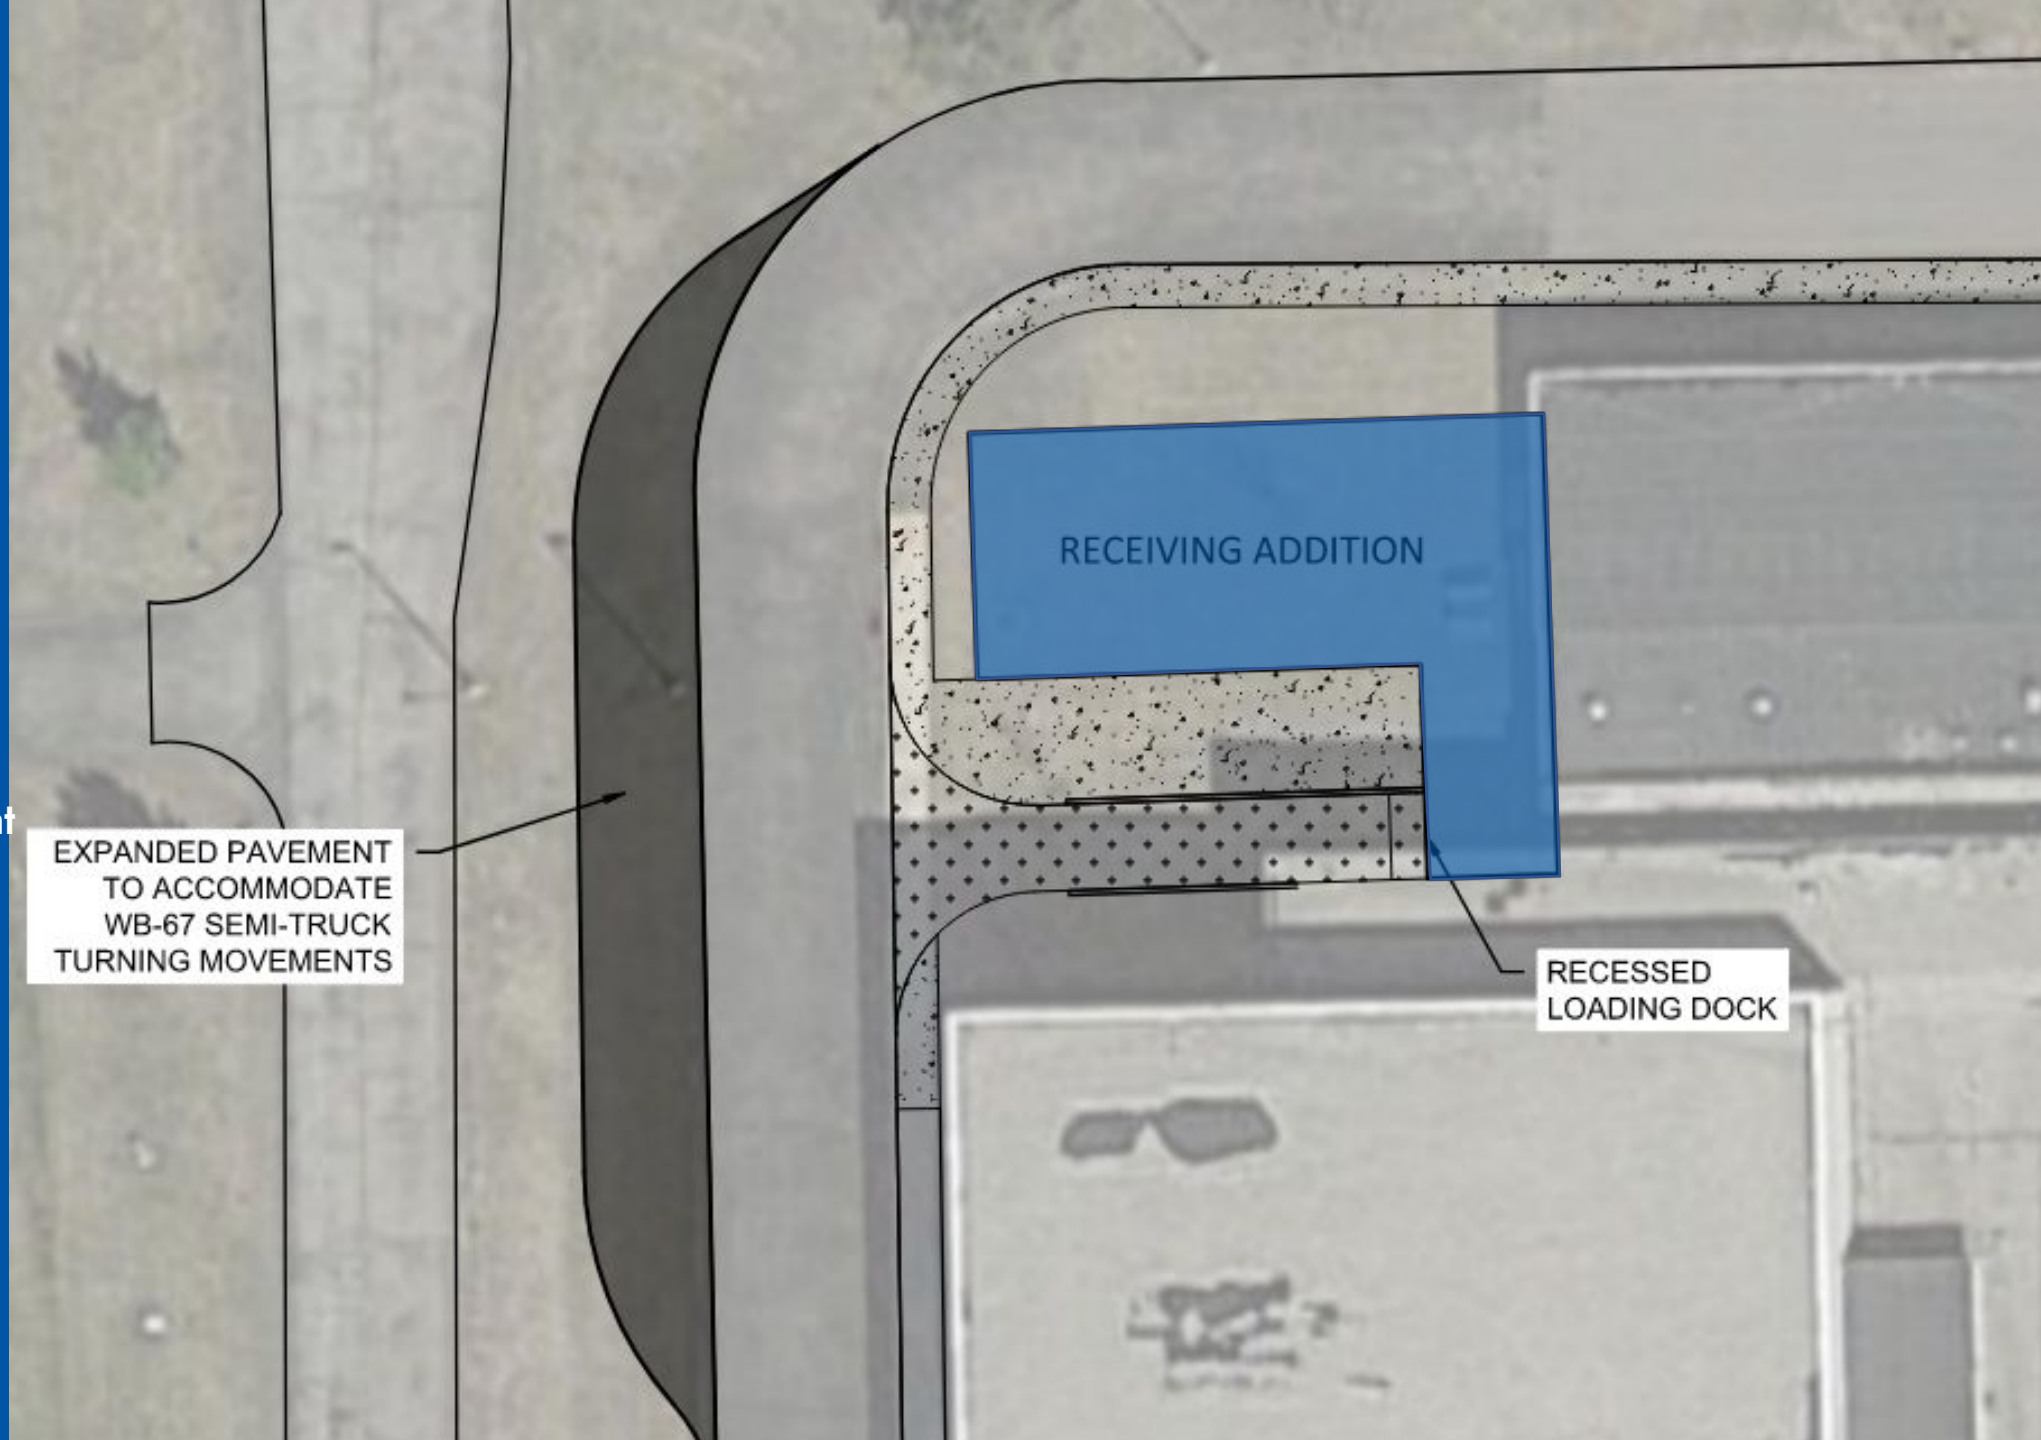 RECEIVING ADDITION
EXPANDED PAVEMENT
TO ACCOMMODATE
WB-67 SEMI-TRUCK
TURNING MOVEMENTS
RECESSED
LOADING DOCK